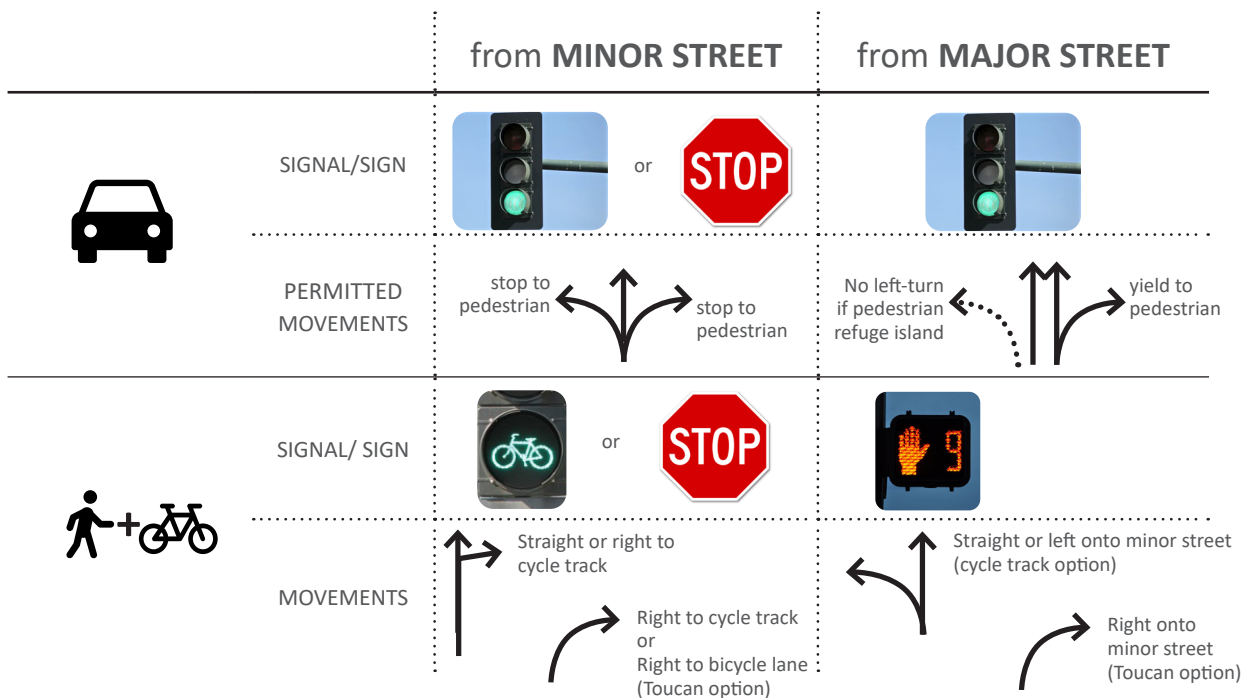 from MINOR STREET
from MAJOR STREET
SIGNAL/SIGN
or
STOP
PERMITTED
MOVEMENTS
stop to
pedestrian
stop to
pedestrian
No left-turn
if pedestrian
refuge island
yield to
pedestrian
SIGNAL/ SIGN
or
STOP
9
+
MOVEMENTS
Straight or right to
cycle track
Right to cycle track
or
Right to bicycle lane
(Toucan option)
Straight or left onto minor street
(cycle track option)
Right onto
minor street
(Toucan option)